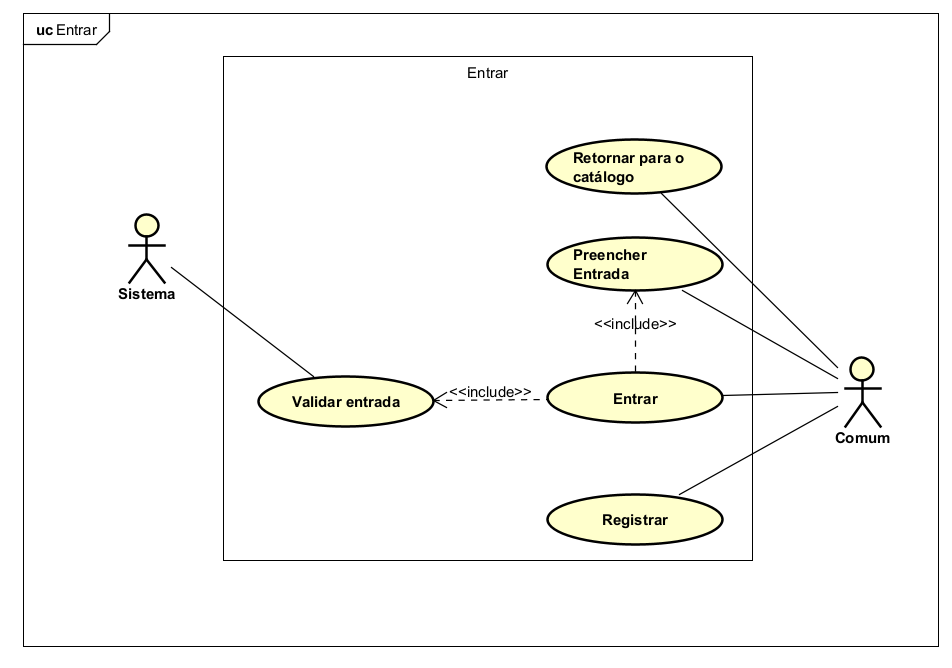 uc Entrar
Entrar
Retornar para o
catálogo
Preencher
Entrada
Sistema
<<include>>
Validar entrada
<<include>>
Entrar
Comum
Registrar